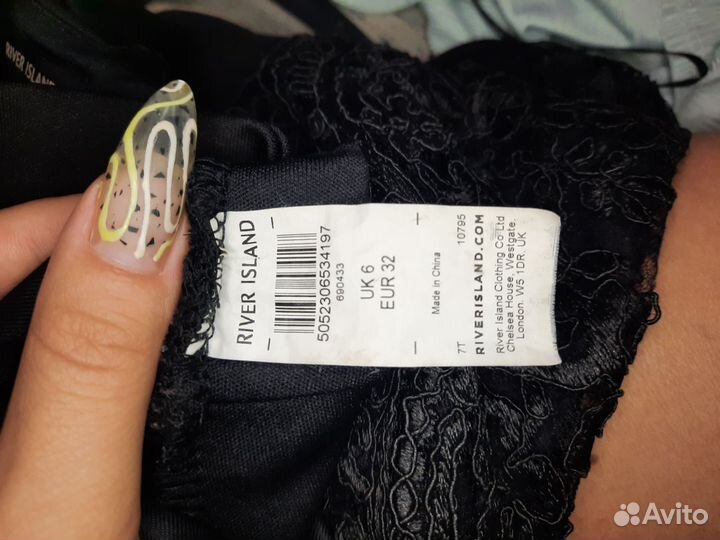 RIVER ISLAND
RIVER ISLAND
5052306534197
690433
UK 6
EUR 32
Made in China
7T 10795
RIVERISLAND.COM
River Island Clothing Co Ltd
Chelsea House, Westgate,
London. W5 1DR. UK
Avito